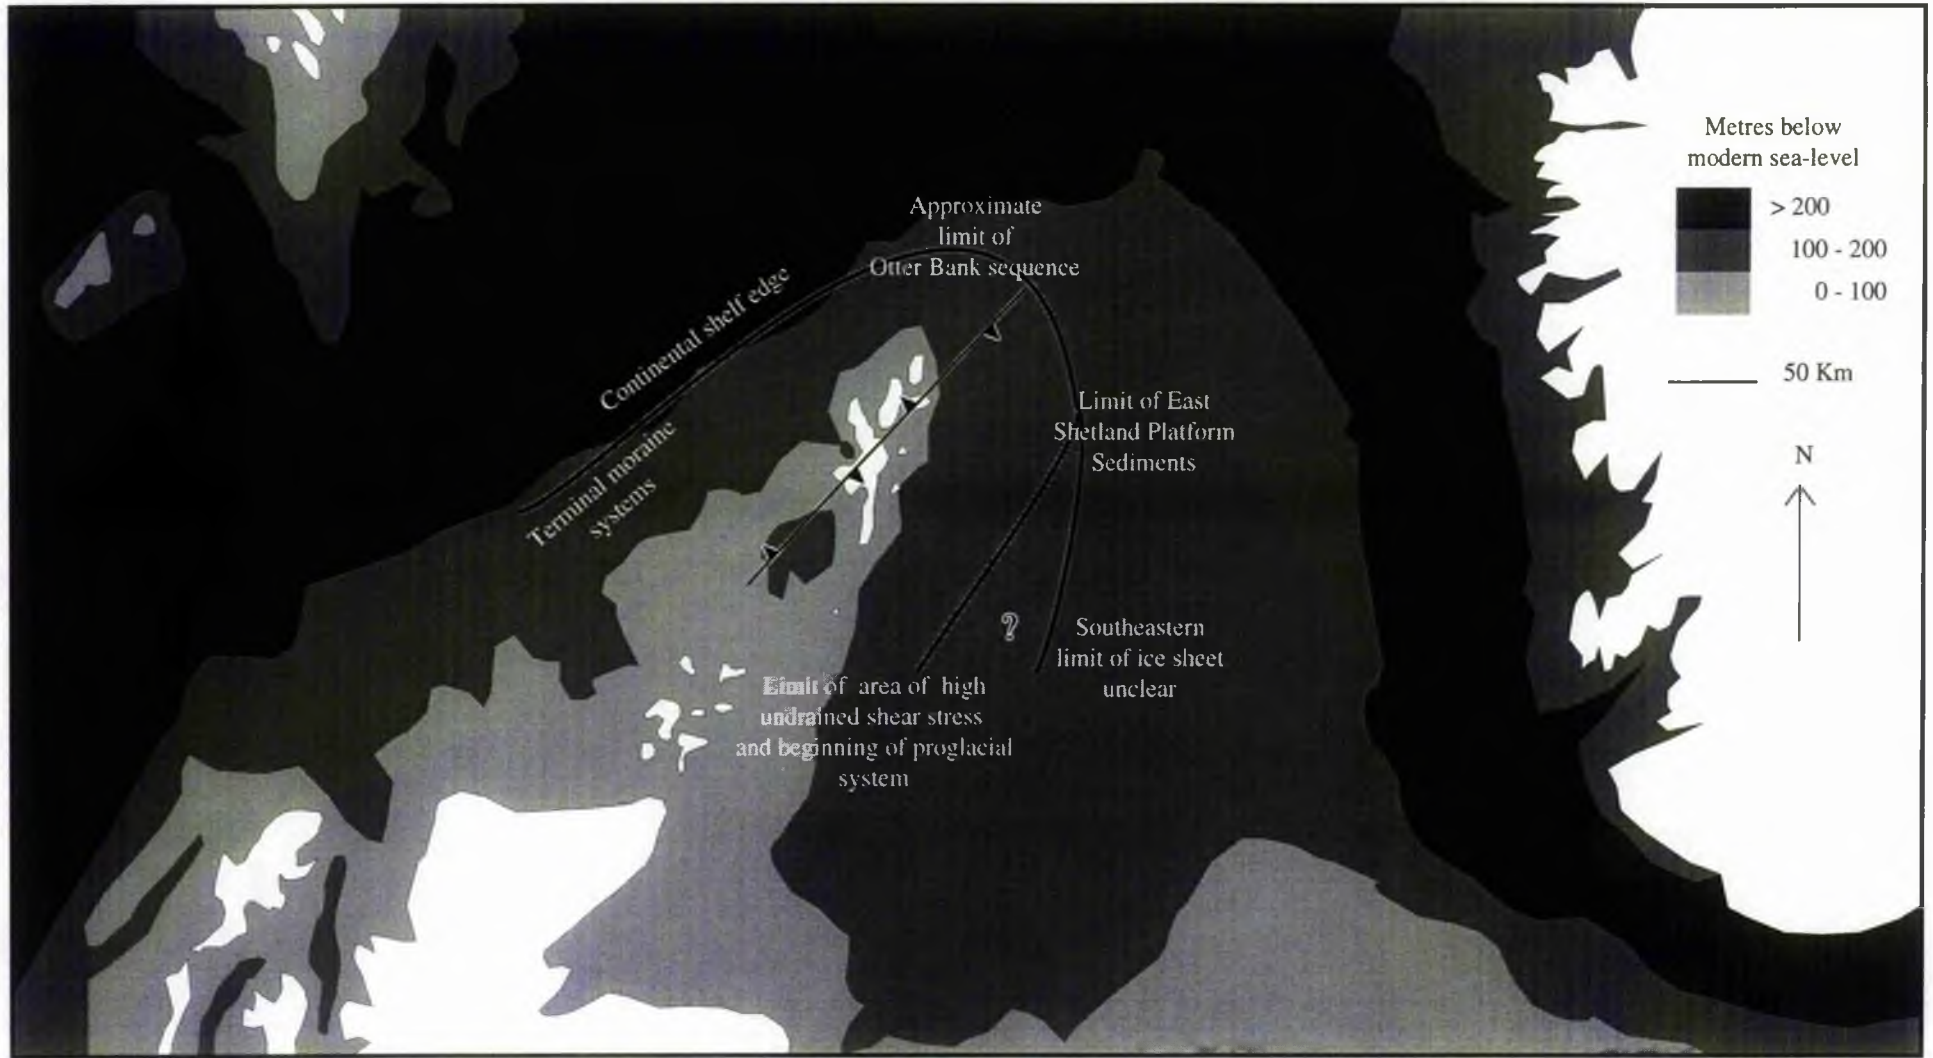 Metres below
modern sea-level
> 200
100 - 200
0 - 100
50 Km
N
Approximate
limit of
Otter Bank sequence
Continental shelf edge
Terminal moraine
systems
Limit of East
Shetland Platform
Sediments
?
Southeastern
limit of ice sheet
unclear
Limit of area of high
undrained shear stress
and beginning of proglacial
system